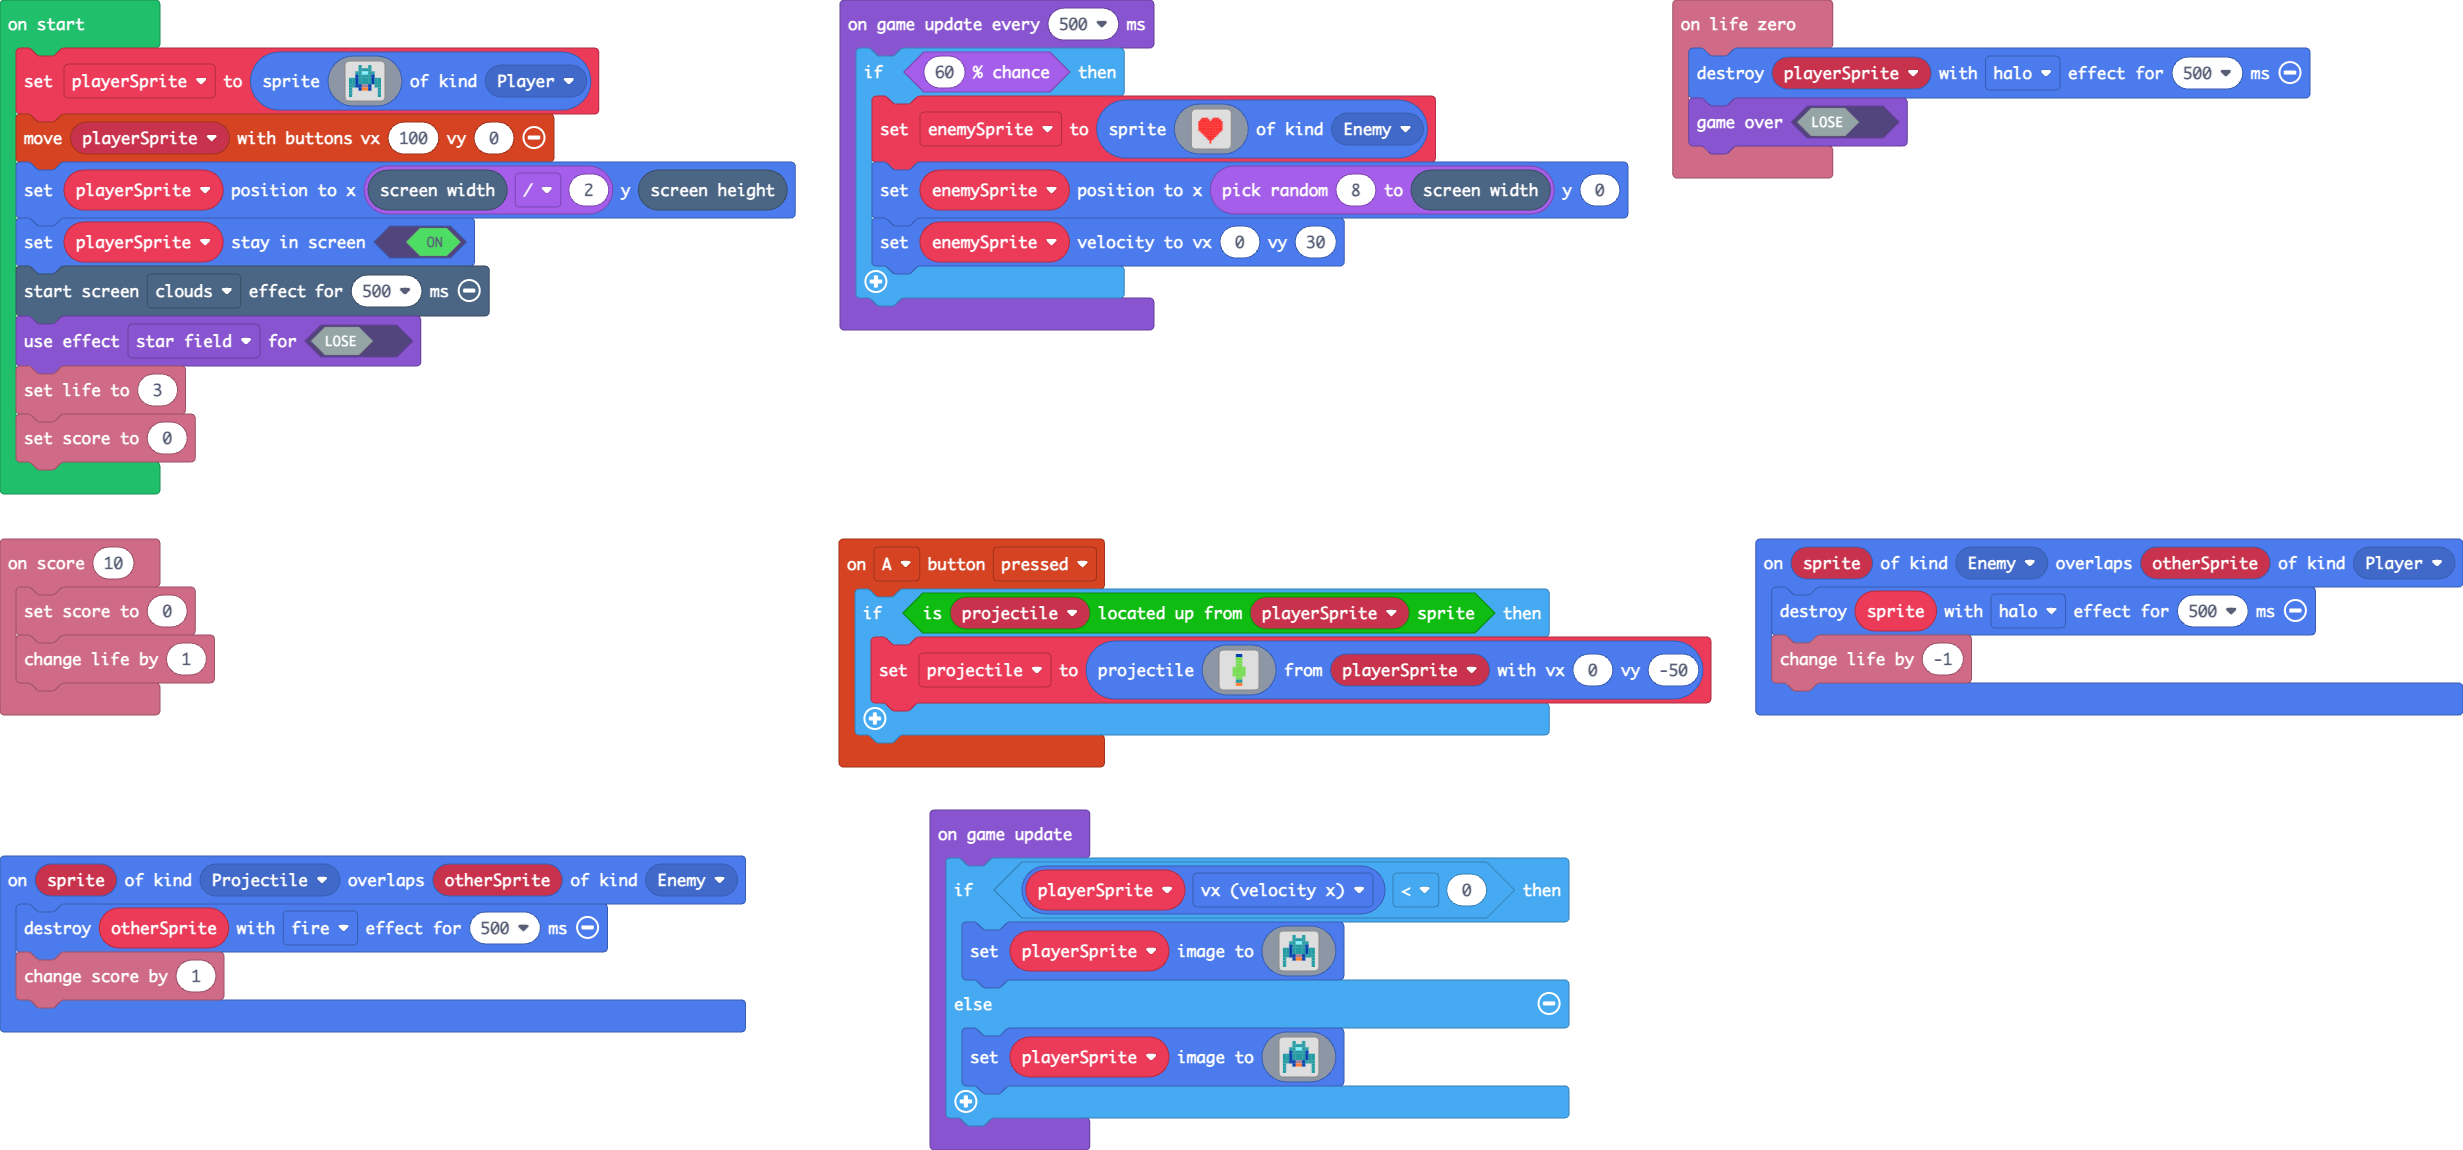 on start
set playerSprite to sprite of kind Player
move playerSprite with buttons vx 100 vy 0
set playerSprite position to x screen width / 2 y screen height
set playerSprite stay in screen ON
start screen clouds effect for 500 ms
use effect star field for LOSE
set life to 3
set score to 0
on game update every 500 ms
if 60 % chance then
set enemySprite to sprite of kind Enemy
set enemySprite position to x pick random 8 to screen width y 0
set enemySprite velocity to vx 0 vy 30
on life zero
destroy playerSprite with halo effect for 500 ms
game over LOSE
on score 10
set score to 0
change life by 1
on A button pressed
if is projectile located up from playerSprite sprite then
set projectile to projectile from playerSprite with vx 0 vy -50
on sprite of kind Enemy overlaps otherSprite of kind Player
destroy sprite with halo effect for 500 ms
change life by -1
on sprite of kind Projectile overlaps otherSprite of kind Enemy
destroy otherSprite with fire effect for 500 ms
change score by 1
on game update
if playerSprite vx (velocity x) < 0 then
set playerSprite image to
else
set playerSprite image to